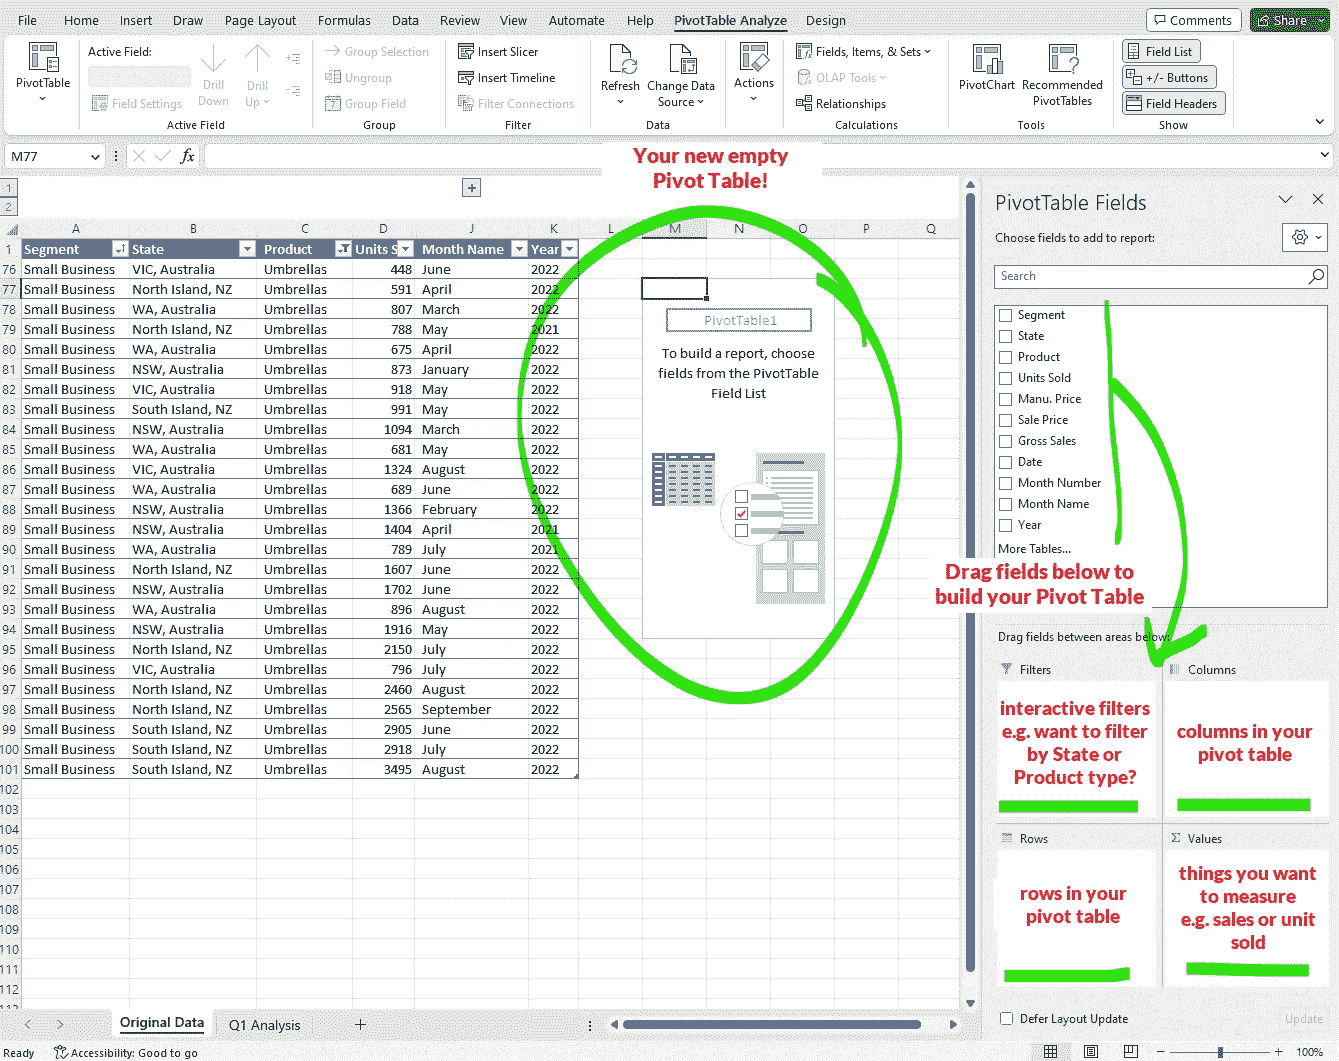 File Home Insert Draw Page Layout Formulas Data Review View Automate Help PivotTable Analyze Design Comments Share
PivotTable
Active Field:
Field Settings
Drill Down
Drill Up
Active Field
Group Selection
Ungroup
Group Field
Group
Insert Slicer
Insert Timeline
Filter Connections
Filter
Refresh
Change Data Source
Data
Actions
Fields, Items, & Sets
OLAP Tools
Relationships
Calculations
PivotChart
Recommended PivotTables
Tools
Field List
+/- Buttons
Field Headers
Show
M77 fx
Your new empty
Pivot Table!
1
2
A B C D J K L M N O P Q
1 Segment State Product Units S Month Name Year
76 Small Business VIC, Australia Umbrellas 448 June 2022
77 Small Business North Island, NZ Umbrellas 591 April 2022
78 Small Business WA, Australia Umbrellas 807 March 2022
79 Small Business North Island, NZ Umbrellas 788 May 2021
80 Small Business WA, Australia Umbrellas 675 April 2022
81 Small Business NSW, Australia Umbrellas 873 January 2022
82 Small Business VIC, Australia Umbrellas 918 May 2022
83 Small Business South Island, NZ Umbrellas 991 May 2022
84 Small Business NSW, Australia Umbrellas 1094 March 2022
85 Small Business WA, Australia Umbrellas 681 May 2022
86 Small Business VIC, Australia Umbrellas 1324 August 2022
87 Small Business WA, Australia Umbrellas 689 June 2022
88 Small Business NSW, Australia Umbrellas 1366 February 2022
89 Small Business NSW, Australia Umbrellas 1404 April 2021
90 Small Business WA, Australia Umbrellas 789 July 2021
91 Small Business North Island, NZ Umbrellas 1607 June 2022
92 Small Business NSW, Australia Umbrellas 1702 June 2022
93 Small Business WA, Australia Umbrellas 896 August 2022
94 Small Business NSW, Australia Umbrellas 1916 May 2022
95 Small Business North Island, NZ Umbrellas 2150 July 2022
96 Small Business VIC, Australia Umbrellas 796 July 2022
97 Small Business North Island, NZ Umbrellas 2460 August 2022
98 Small Business North Island, NZ Umbrellas 2565 September 2022
99 Small Business South Island, NZ Umbrellas 2905 June 2022
100 Small Business South Island, NZ Umbrellas 2918 July 2022
101 Small Business South Island, NZ Umbrellas 3495 August 2022
102
103
104
105
106
107
108
109
110
111
112
PivotTable1
To build a report, choose
fields from the PivotTable
Field List
PivotTable Fields
Choose fields to add to report:
Search
Segment
State
Product
Units Sold
Manu. Price
Sale Price
Gross Sales
Date
Month Number
Month Name
Year
More Tables...
Drag fields below to
build your Pivot Table
Drag fields between areas below:
Filters
interactive filters
e.g. want to filter
by State or
Product type?
Columns
columns in your
pivot table
Rows
rows in your
pivot table
Σ Values
things you want
to measure
e.g. sales or unit
sold
Defer Layout Update Update
Original Data Q1 Analysis
Ready Accessibility: Good to go 100%